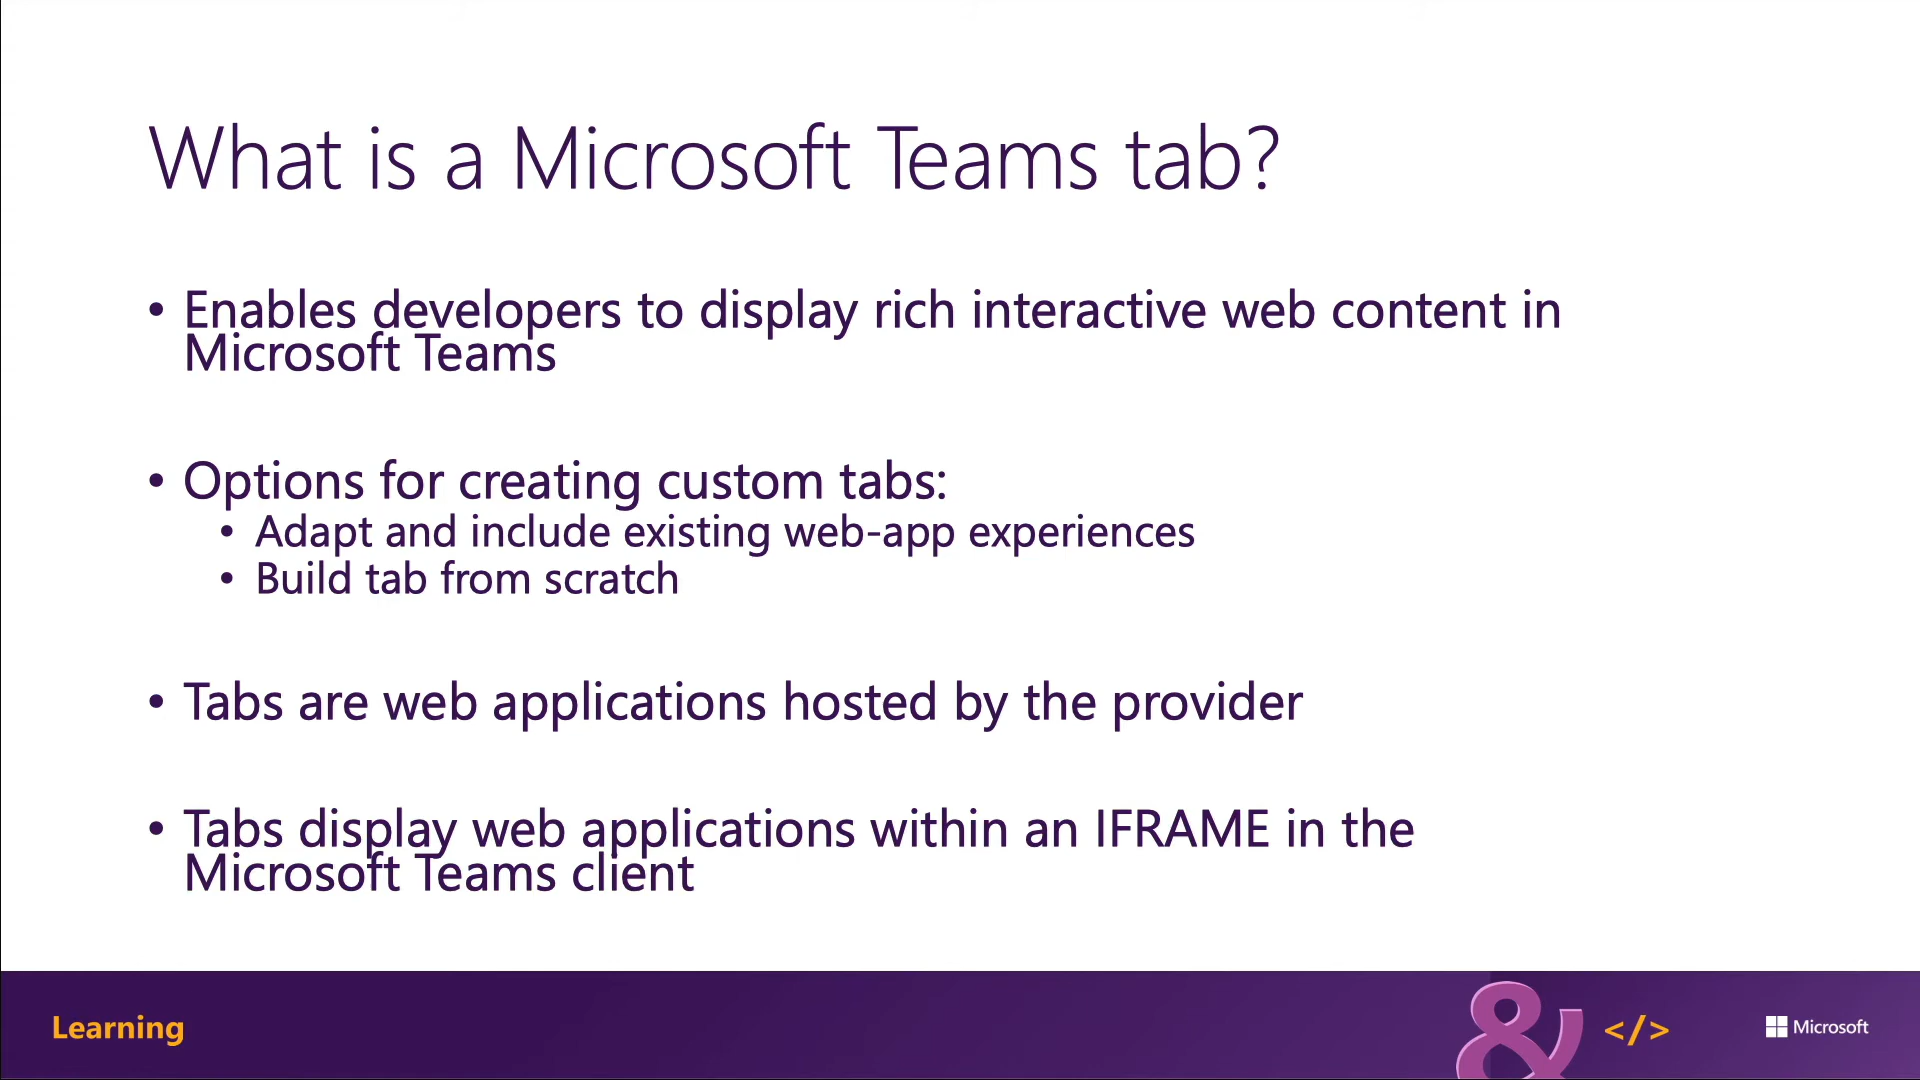 What is a Microsoft Teams tab?
• Enables developers to display rich interactive web content in
Microsoft Teams
• Options for creating custom tabs:
• Adapt and include existing web-app experiences
• Build tab from scratch
• Tabs are web applications hosted by the provider
• Tabs display web applications within an IFRAME in the
Microsoft Teams client
Learning
& </>
Microsoft